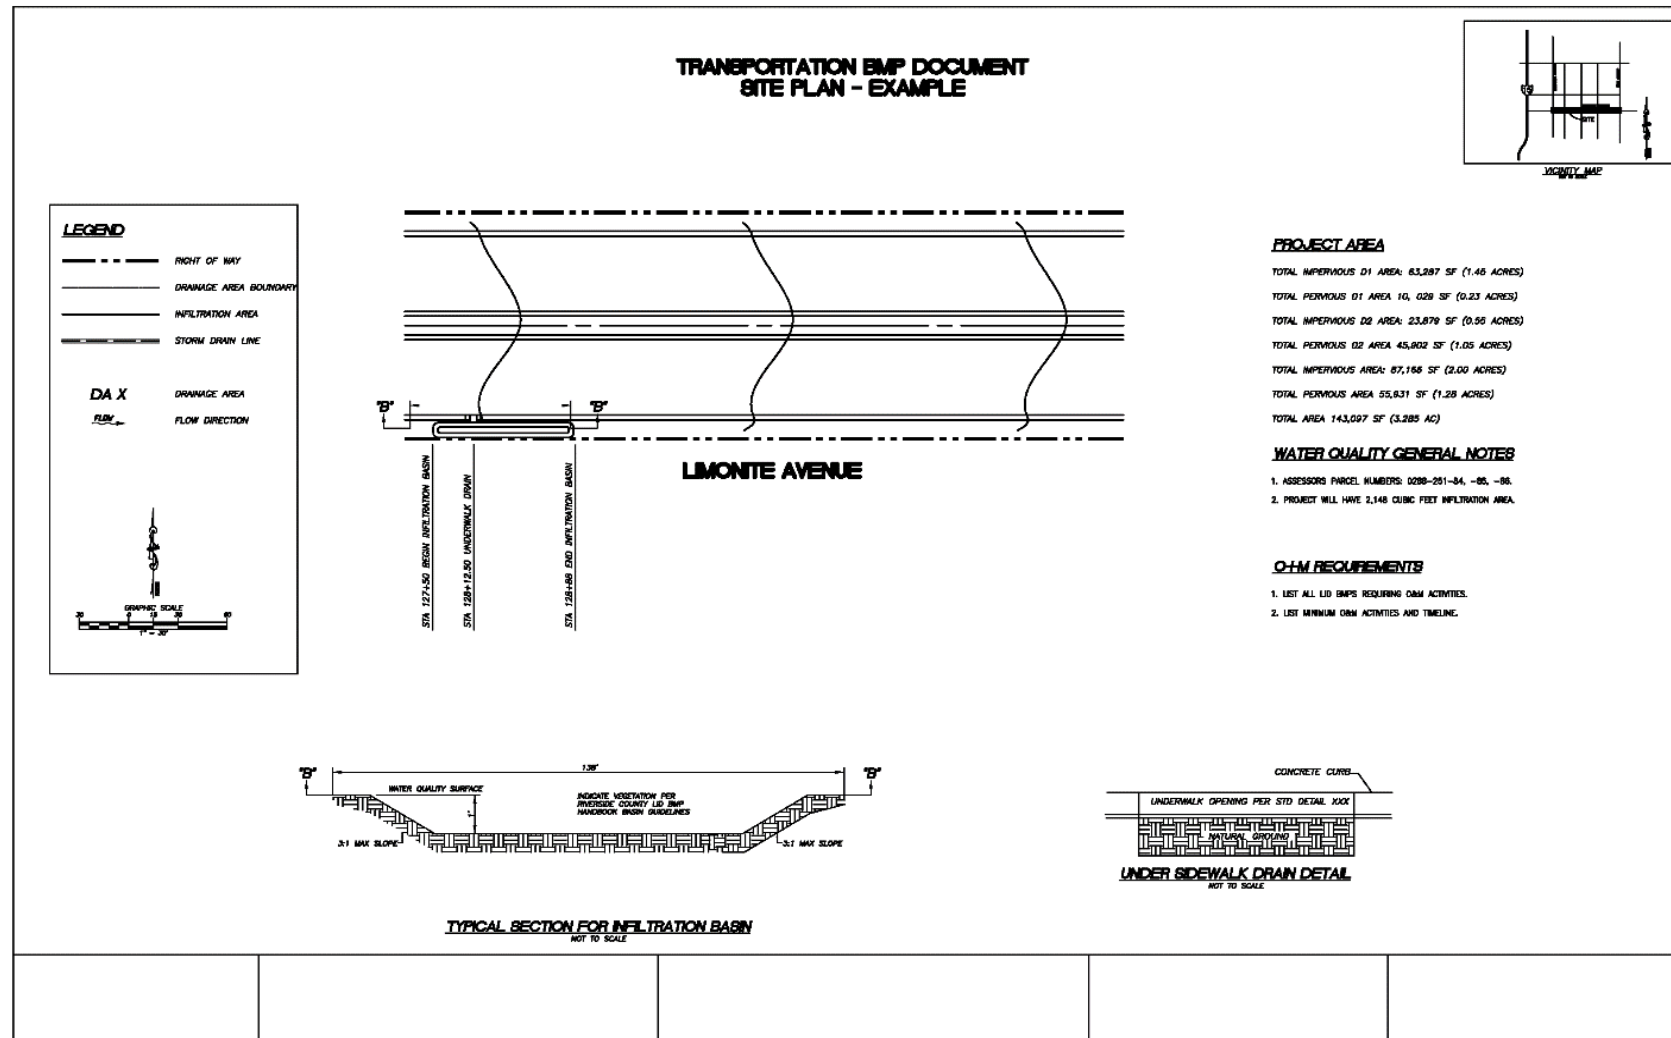 TRANSPORTATION BMP DOCUMENT
SITE PLAN - EXAMPLE
SITE
VICINITY MAP
LEGEND
RIGHT OF WAY
DRAINAGE AREA BOUNDARY
INFILTRATION AREA
STORM DRAIN LINE
DA X
DRAINAGE AREA
FLOW
FLOW DIRECTION
GRAPHIC SCALE
30 0 15 30 60
1" = 30'
"B" "B"
LIMONITE AVENUE
STA 127+50 BEGIN INFILTRATION BASIN
STA 128+12.50 UNDERWALK DRAIN
STA 128+88 END INFILTRATION BASIN
PROJECT AREA
TOTAL IMPERVIOUS D1 AREA: 63,287 SF (1.45 ACRES)
TOTAL PERVIOUS D1 AREA 10, 029 SF (0.23 ACRES)
TOTAL IMPERVIOUS D2 AREA: 23,879 SF (0.55 ACRES)
TOTAL PERVIOUS D2 AREA 45,902 SF (1.05 ACRES)
TOTAL IMPERVIOUS AREA: 87,166 SF (2.00 ACRES)
TOTAL PERVIOUS AREA 55,931 SF (1.28 ACRES)
TOTAL AREA 143,097 SF (3.285 AC)
WATER QUALITY GENERAL NOTES
1. ASSESSORS PARCEL NUMBERS:
2. PROJECT WILL HAVE 2,148 CUBIC FEET INFILTRATION AREA.
O+M REQUIREMENTS
1. LIST ALL LID BMPS REQUIRING O&M ACTIVITIES.
2. LIST MINIMUM O&M ACTIVITIES AND TIMELINE.
"B" 138' "B"
WATER QUALITY SURFACE
1'
INDICATE VEGETATION PER
RIVERSIDE COUNTY LID BMP
HANDBOOK BASIN GUIDELINES
3:1 MAX SLOPE
3:1 MAX SLOPE
TYPICAL SECTION FOR INFILTRATION BASIN
NOT TO SCALE
CONCRETE CURB
UNDERWALK OPENING PER STD DETAIL XXX
NATURAL GROUND
UNDER SIDEWALK DRAIN DETAIL
NOT TO SCALE